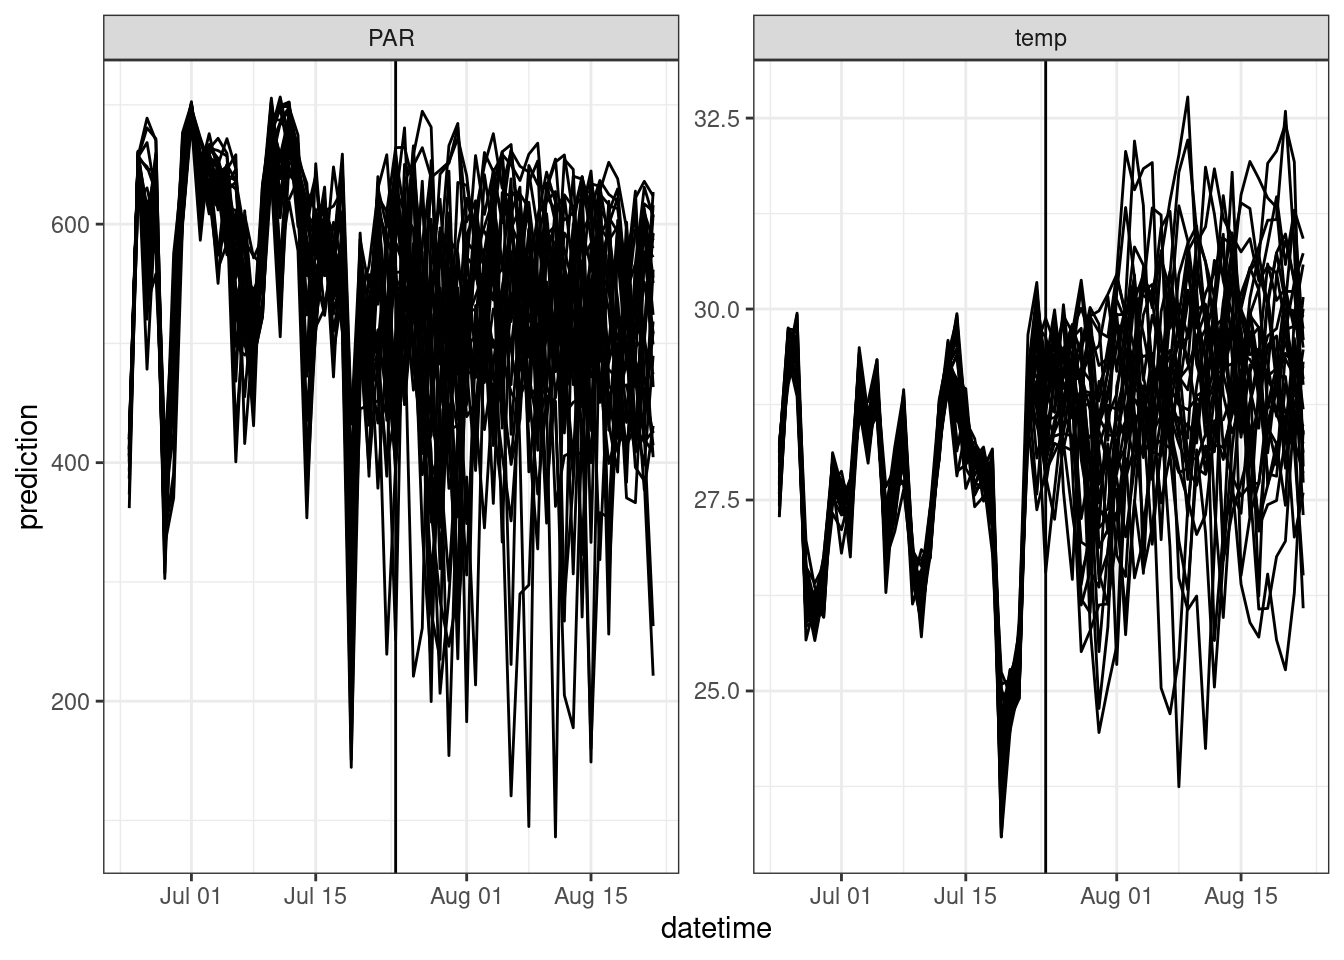 PAR
temp
prediction
600
400
200
32.5
30.0
27.5
25.0
Jul 01
Jul 15
Aug 01
Aug 15
Jul 01
Jul 15
Aug 01
Aug 15
datetime